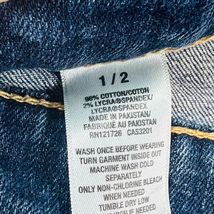 1 / 2
98% COTTON/COTON
2% LYCRA®SPANDEX/
LYCRA®SPANDEX
MADE IN PAKISTAN/
FABRIQUÉ AU PAKISTAN
RN121726 CA53201
WASH ONCE BEFORE WEARING
TURN GARMENT INSIDE OUT
MACHINE WASH COLD
SEPARATELY
ONLY NON-CHLORINE BLEACH
WHEN NEEDED
TUMBLE DRY LOW